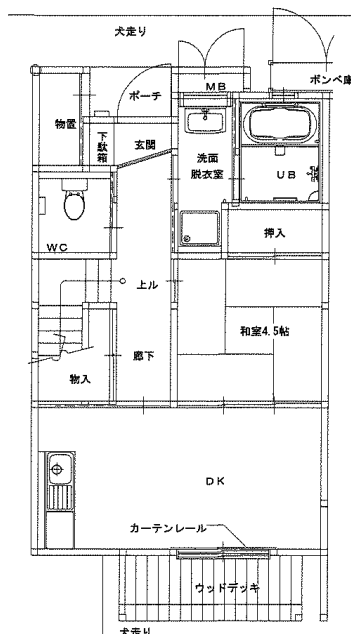 犬走り
ボンベ庫
MB
ポーチ
物置
下駄箱
玄関
洗面
脱衣室
UB
WC
押入
上ル
和室4.5帖
廊下
物入
DK
カーテンレール
ウッドデッキ
犬走り